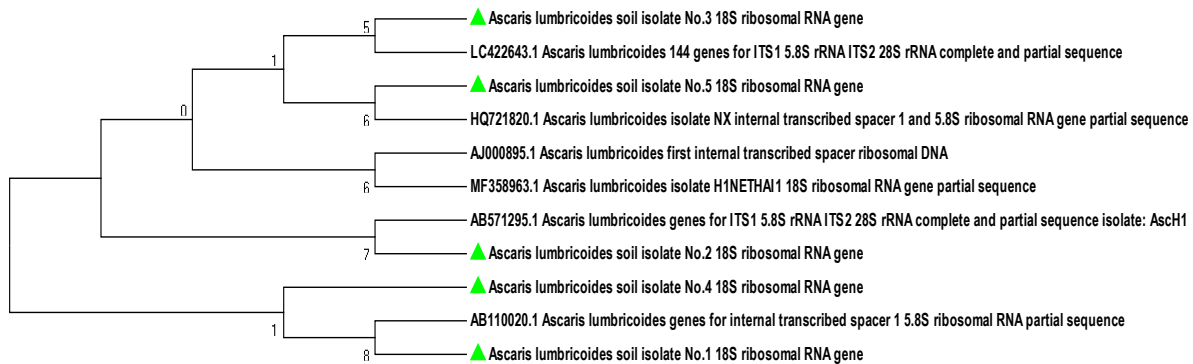 Ascaris lumbricoides soil isolate No.3 18S ribosomal RNA gene
5
LC422643.1 Ascaris lumbricoides 144 genes for ITS1 5.8S rRNA ITS2 28S rRNA complete and partial sequence
1
Ascaris lumbricoides soil isolate No.5 18S ribosomal RNA gene
0
6
HQ721820.1 Ascaris lumbricoides isolate NX internal transcribed spacer 1 and 5.8S ribosomal RNA gene partial sequence
AJ000895.1 Ascaris lumbricoides first internal transcribed spacer ribosomal DNA
6
MF358963.1 Ascaris lumbricoides isolate H1NETHAI1 18S ribosomal RNA gene partial sequence
AB571295.1 Ascaris lumbricoides genes for ITS1 5.8S rRNA ITS2 28S rRNA complete and partial sequence isolate: AscH1
7
Ascaris lumbricoides soil isolate No.2 18S ribosomal RNA gene
Ascaris lumbricoides soil isolate No.4 18S ribosomal RNA gene
1
AB110020.1 Ascaris lumbricoides genes for internal transcribed spacer 1 5.8S ribosomal RNA partial sequence
8
Ascaris lumbricoides soil isolate No.1 18S ribosomal RNA gene